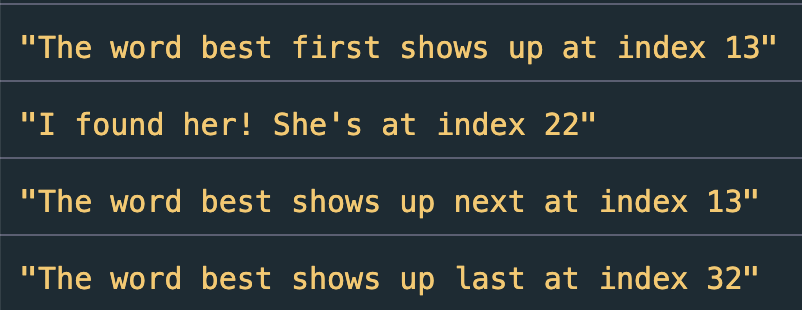 "The word best first shows up at index 13"
"I found her! She's at index 22"
"The word best shows up next at index 13"
"The word best shows up last at index 32"